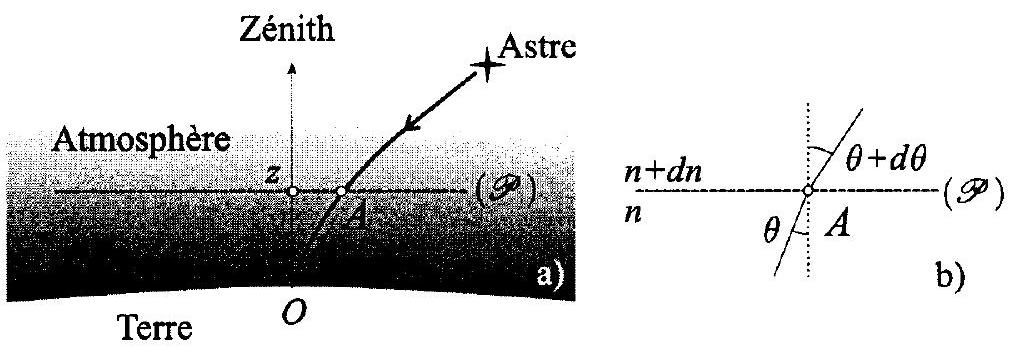 Zénith
Astre
Atmosphère
z
A
(𝒫)
a)
O
Terre
n+dn
n
θ+dθ
(𝒫)
θ
A
b)